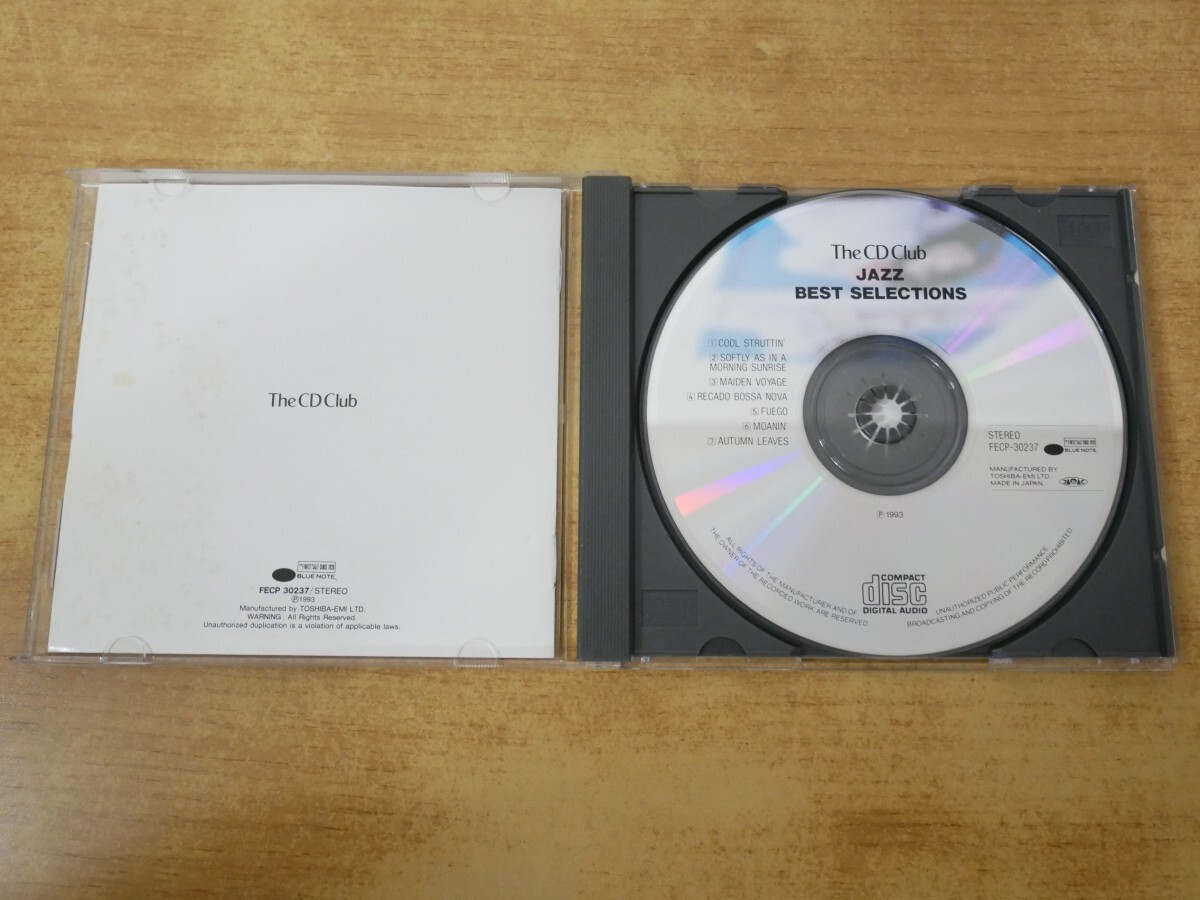 The CD Club
BLUE NOTE
FECP 30237/STEREO
Ⓟ1993
Manufactured by TOSHIBA-EMI LTD.
WARNING : All Rights Reserved.
Unauthorized duplication is a violation of applicable laws.
The CD Club
JAZZ
BEST SELECTIONS
1 COOL STRUTTIN'
2 SOFTLY AS IN A
MORNING SUNRISE
3 MAIDEN VOYAGE
4 RECADO BOSSA NOVA
5 FUEGO
6 MOANIN'
7 AUTUMN LEAVES
STEREO
FECP-30237
BLUE NOTE
MANUFACTURED BY
TOSHIBA-EMI LTD.
MADE IN JAPAN.
Ⓟ 1993
ALL RIGHTS OF THE MANUFACTURER AND OF
THE OWNER OF THE RECORDED WORK ARE RESERVED.
COMPACT
disc
DIGITAL AUDIO
UNAUTHORIZED PUBLIC PERFORMANCE
BROADCASTING AND COPYING OF THE RECORD PROHIBITED.